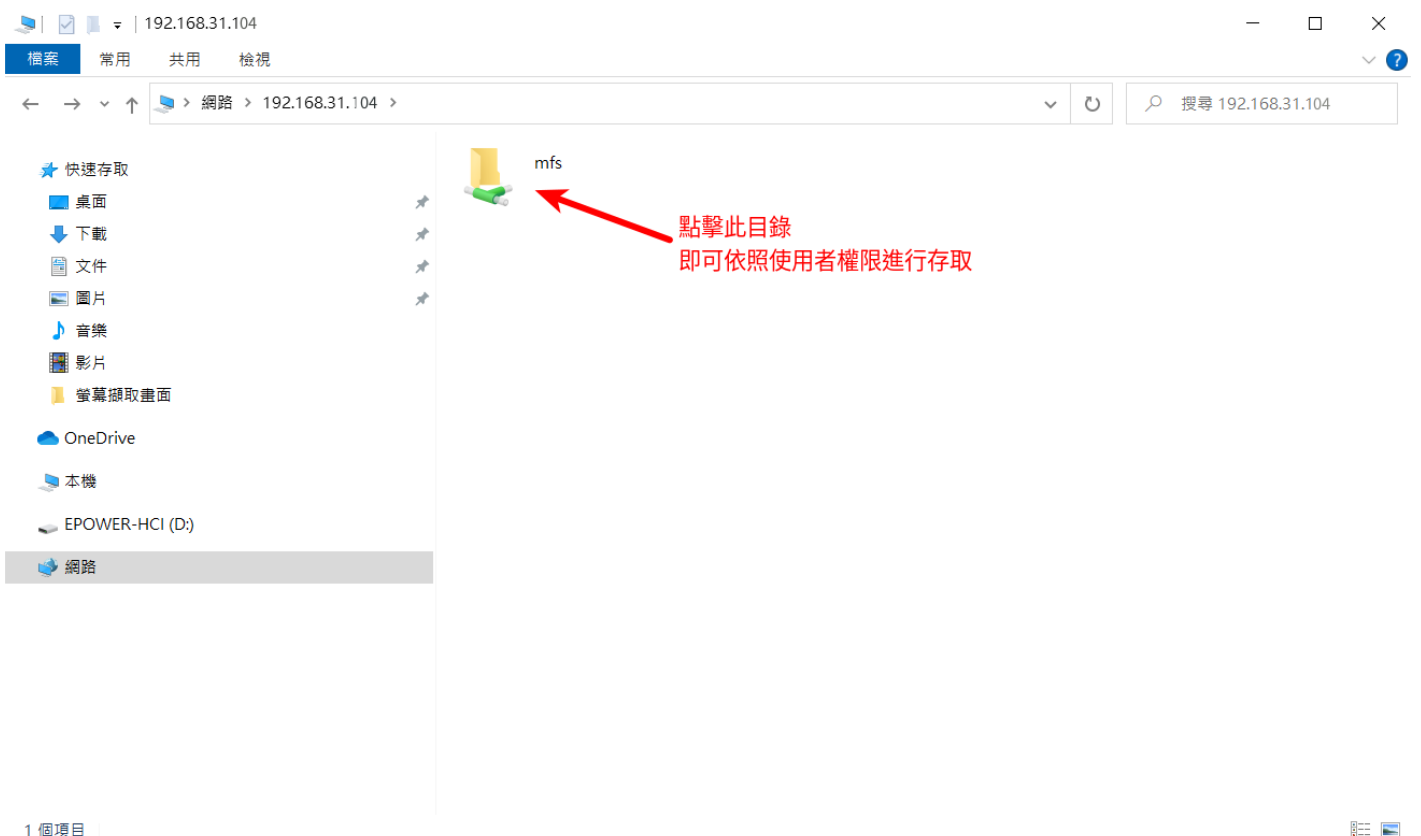 192.168.31.104
檔案 常用 共用 檢視
網路 192.168.31.104 搜尋 192.168.31.104
快速存取
桌面
下載
文件
圖片
音樂
影片
螢幕擷取畫面
OneDrive
本機
EPOWER-HCI (D:)
網路
mfs
點擊此目錄
即可依照使用者權限進行存取
1 個項目